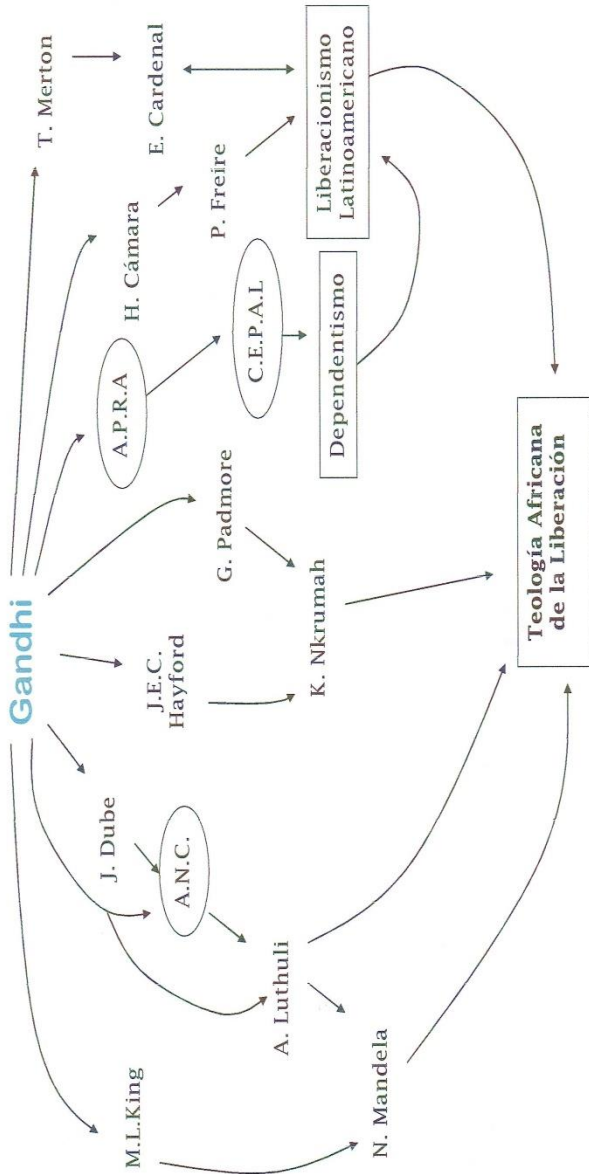 Gandhi
M.L.King
J. Dube
A.N.C.
A. Luthuli
N. Mandela
J.E.C.
Hayford
G. Padmore
K. Nkrumah
A.P.R.A
C.E.P.A.L
Dependentismo
H. Cámara
P. Freire
T. Merton
E. Cardenal
Liberacionismo
Latinoamericano
Teología Africana
de la Liberación